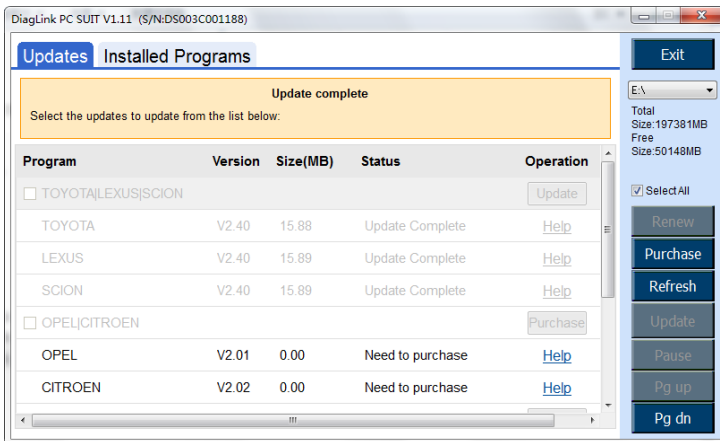 DiagLink PC SUIT V1.11 (S/N:DS003C001188)
Updates Installed Programs
Update complete
Select the updates to update from the list below:
Program Version Size(MB) Status Operation
TOYOTA|LEXUS|SCION Update
TOYOTA V2.40 15.88 Update Complete Help
LEXUS V2.40 15.89 Update Complete Help
SCION V2.40 15.89 Update Complete Help
OPEL|CITROEN Purchase
OPEL V2.01 0.00 Need to purchase Help
CITROEN V2.02 0.00 Need to purchase Help
Exit
E:\
Total
Size:197381MB
Free
Size:50148MB
Select All
Renew
Purchase
Refresh
Update
Pause
Pg up
Pg dn